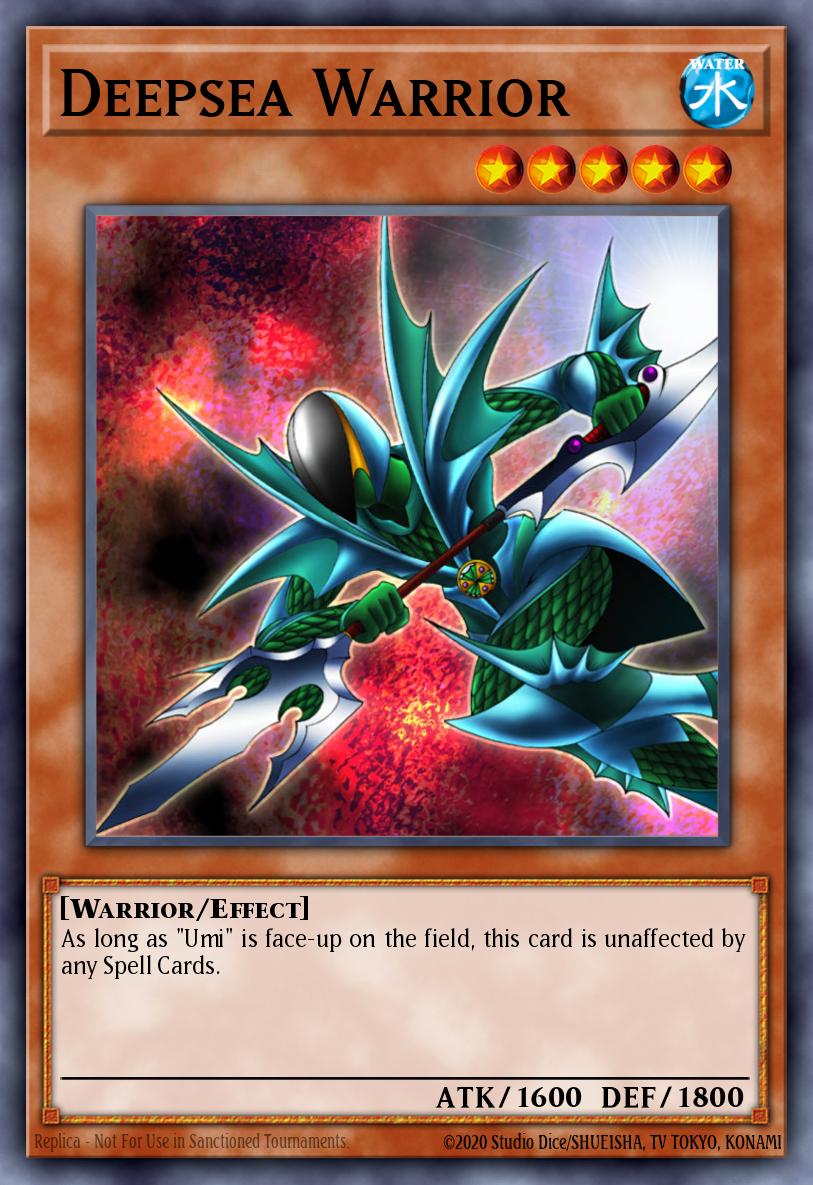 Deepsea Warrior
WATER
水
[Warrior/Effect]
As long as "Umi" is face-up on the field, this card is unaffected by
any Spell Cards.
ATK/1600 DEF/1800
Replica - Not For Use in Sanctioned Tournaments.
©2020 Studio Dice/SHUEISHA, TV TOKYO, KONAMI